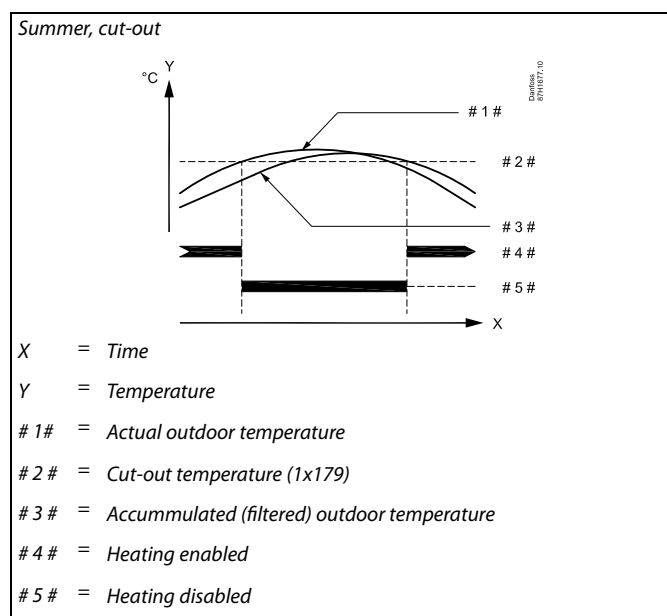 Summer, cut-out
Y
°C
Danfoss
87H1677.10
# 1 #
# 2 #
# 3 #
# 4 #
# 5 #
X
X = Time
Y = Temperature
# 1# = Actual outdoor temperature
# 2 # = Cut-out temperature (1x179)
# 3 # = Accummulated (filtered) outdoor temperature
# 4 # = Heating enabled
# 5 # = Heating disabled